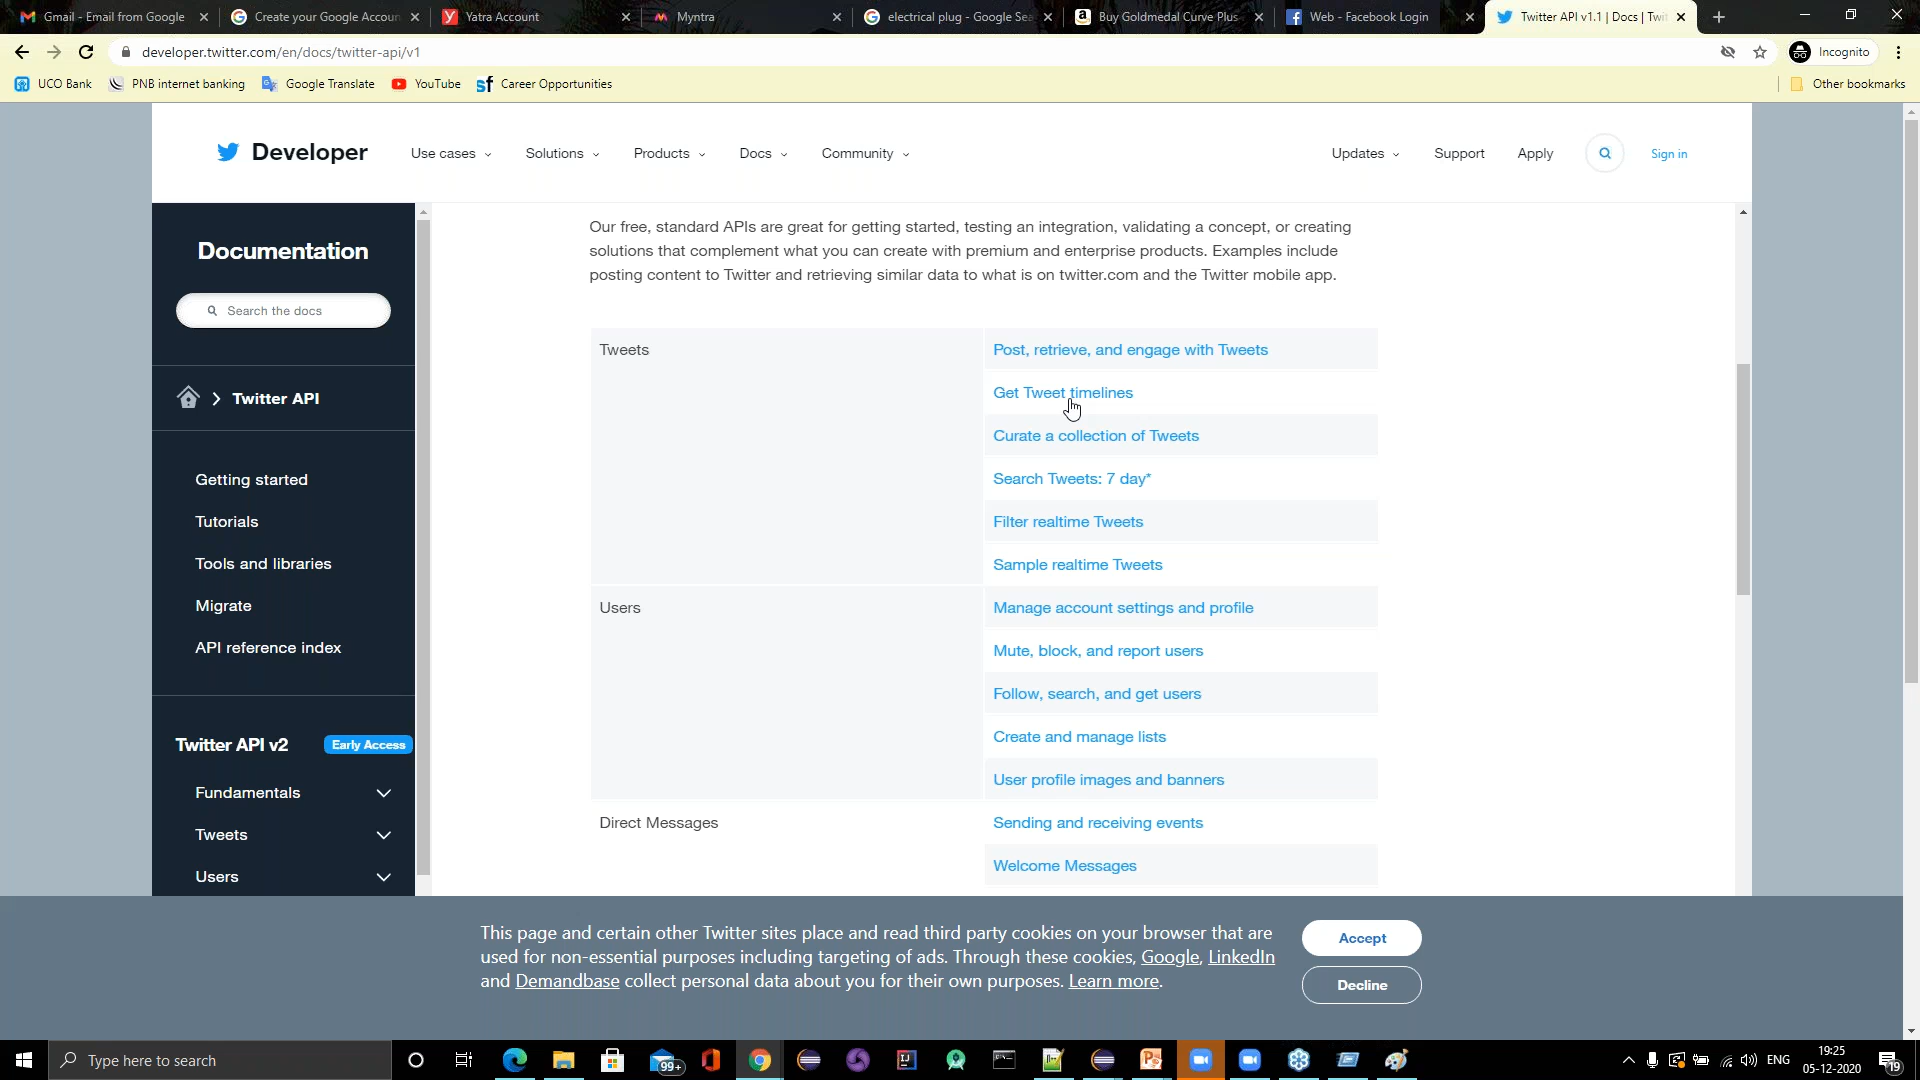 Gmail - Email from Google
Create your Google Accoun
Yatra Account
Myntra
electrical plug - Google Sea
Buy Goldmedal Curve Plus
Web - Facebook Login
Twitter API v1.1 | Docs | Twit
developer.twitter.com/en/docs/twitter-api/v1
Incognito
UCO Bank
PNB internet banking
Google Translate
YouTube
Career Opportunities
Other bookmarks
Developer
Use cases
Solutions
Products
Docs
Community
Updates
Support
Apply
Sign in
Documentation
Search the docs
Twitter API
Getting started
Tutorials
Tools and libraries
Migrate
API reference index
Twitter API v2
Early Access
Fundamentals
Tweets
Users
Our free, standard APIs are great for getting started, testing an integration, validating a concept, or creating
solutions that complement what you can create with premium and enterprise products. Examples include
posting content to Twitter and retrieving similar data to what is on twitter.com and the Twitter mobile app.
Tweets
Post, retrieve, and engage with Tweets
Get Tweet timelines
Curate a collection of Tweets
Search Tweets: 7 day*
Filter realtime Tweets
Sample realtime Tweets
Users
Manage account settings and profile
Mute, block, and report users
Follow, search, and get users
Create and manage lists
User profile images and banners
Direct Messages
Sending and receiving events
Welcome Messages
This page and certain other Twitter sites place and read third party cookies on your browser that are
used for non-essential purposes including targeting of ads. Through these cookies, Google, LinkedIn
and Demandbase collect personal data about you for their own purposes. Learn more.
Accept
Decline
Type here to search
99+
ENG
19:25
05-12-2020
19